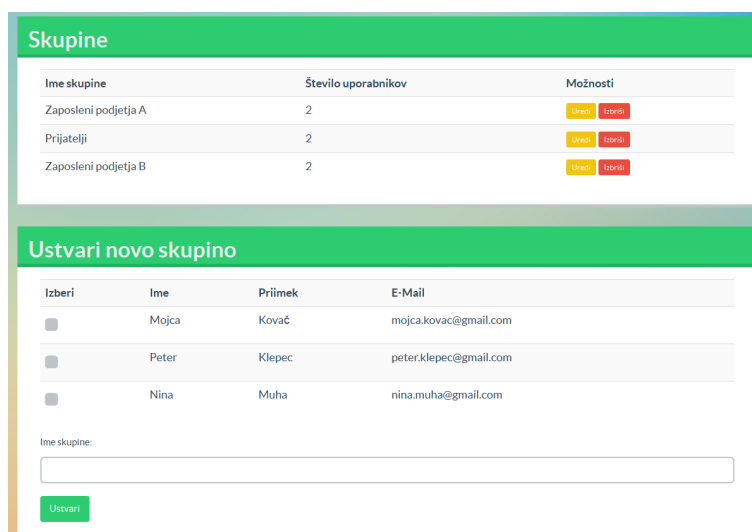 Skupine
Ime skupine Število uporabnikov Možnosti
Zaposleni podjetja A 2 Uredi Izbriši
Prijatelji 2 Uredi Izbriši
Zaposleni podjetja B 2 Uredi Izbriši
Ustvari novo skupino
Izberi Ime Priimek E-Mail
Mojca Kovač mojca.kovac@gmail.com
Peter Klepec peter.klepec@gmail.com
Nina Muha nina.muha@gmail.com
Ime skupine:
Ustvari